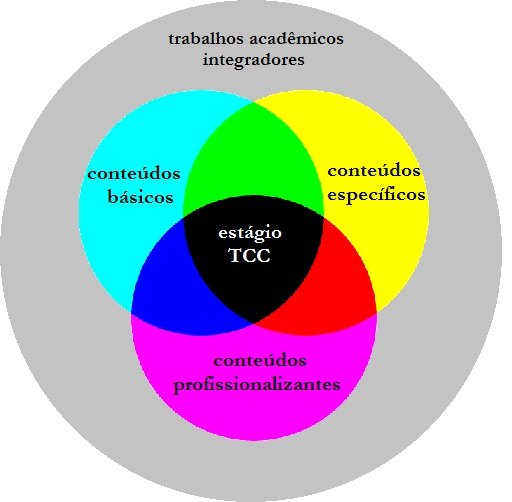 trabalhos acadêmicos
integradores
conteúdos
básicos
conteúdos
específicos
estágio
TCC
conteúdos
profissionalizantes